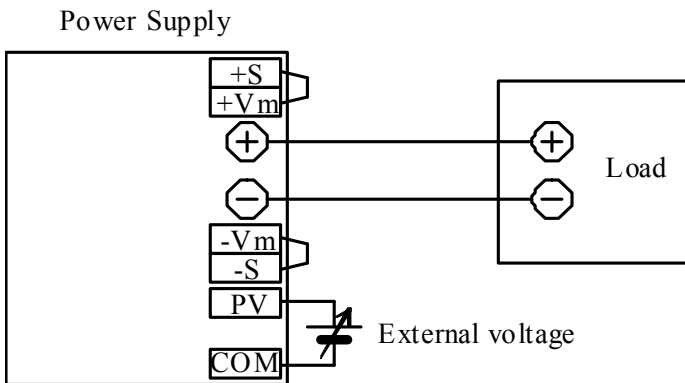 Power Supply
+S
+Vm
+
+
Load
-
-
-Vm
-S
PV
External voltage
COM